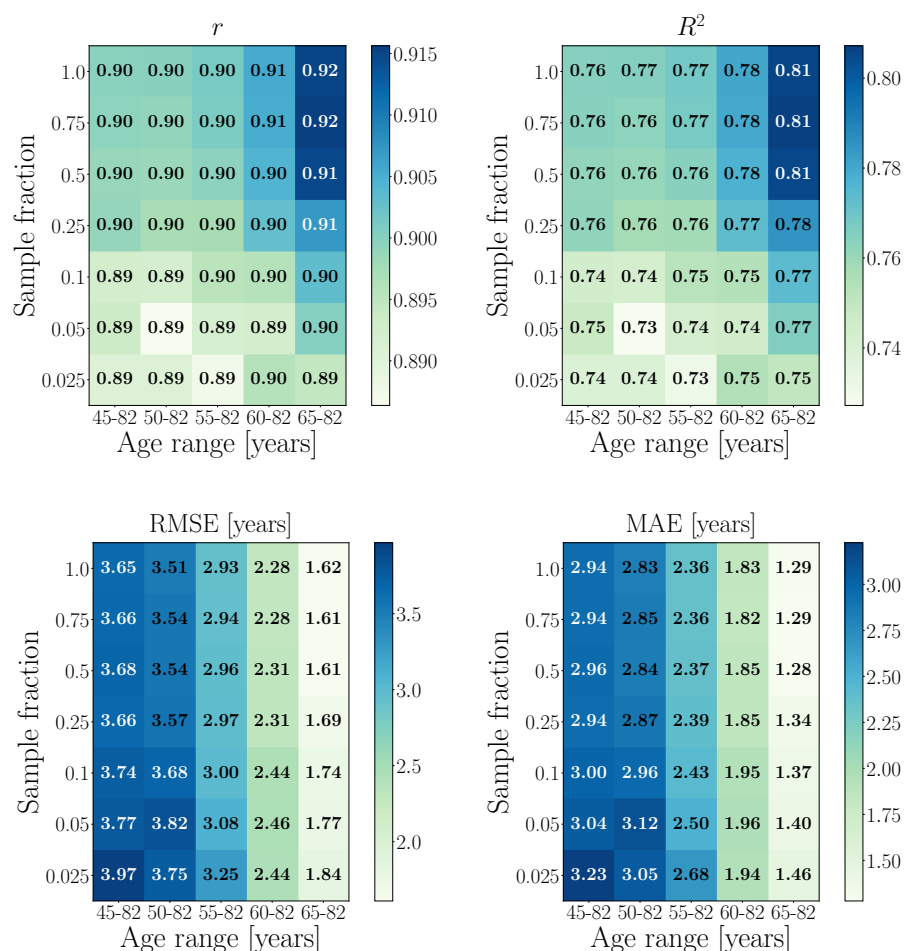 r
R²
1.0 0.90 0.90 0.90 0.91 0.92 0.915
0.75 0.90 0.90 0.90 0.91 0.92 0.910
0.5 0.90 0.90 0.90 0.90 0.91 0.905
0.25 0.90 0.90 0.90 0.90 0.91 0.900
0.1 0.89 0.89 0.90 0.90 0.90 0.895
0.05 0.89 0.89 0.89 0.89 0.90 0.890
0.025 0.89 0.89 0.89 0.90 0.89
45-82 50-82 55-82 60-82 65-82
Sample fraction
Age range [years]
1.0 0.76 0.77 0.77 0.78 0.81 0.80
0.75 0.76 0.76 0.77 0.78 0.81
0.5 0.76 0.76 0.76 0.78 0.81 0.78
0.25 0.76 0.76 0.76 0.77 0.78
0.1 0.74 0.74 0.75 0.75 0.77 0.76
0.05 0.75 0.73 0.74 0.74 0.77 0.74
0.025 0.74 0.74 0.73 0.75 0.75
45-82 50-82 55-82 60-82 65-82
Sample fraction
Age range [years]
RMSE [years]
1.0 3.65 3.51 2.93 2.28 1.62
0.75 3.66 3.54 2.94 2.28 1.61 3.5
0.5 3.68 3.54 2.96 2.31 1.61 3.0
0.25 3.66 3.57 2.97 2.31 1.69
0.1 3.74 3.68 3.00 2.44 1.74 2.5
0.05 3.77 3.82 3.08 2.46 1.77 2.0
0.025 3.97 3.75 3.25 2.44 1.84
45-82 50-82 55-82 60-82 65-82
Sample fraction
Age range [years]
MAE [years]
1.0 2.94 2.83 2.36 1.83 1.29 3.00
0.75 2.94 2.85 2.36 1.82 1.29 2.75
0.5 2.96 2.84 2.37 1.85 1.28 2.50
0.25 2.94 2.87 2.39 1.85 1.34 2.25
0.1 3.00 2.96 2.43 1.95 1.37 2.00
0.05 3.04 3.12 2.50 1.96 1.40 1.75
0.025 3.23 3.05 2.68 1.94 1.46 1.50
45-82 50-82 55-82 60-82 65-82
Sample fraction
Age range [years]